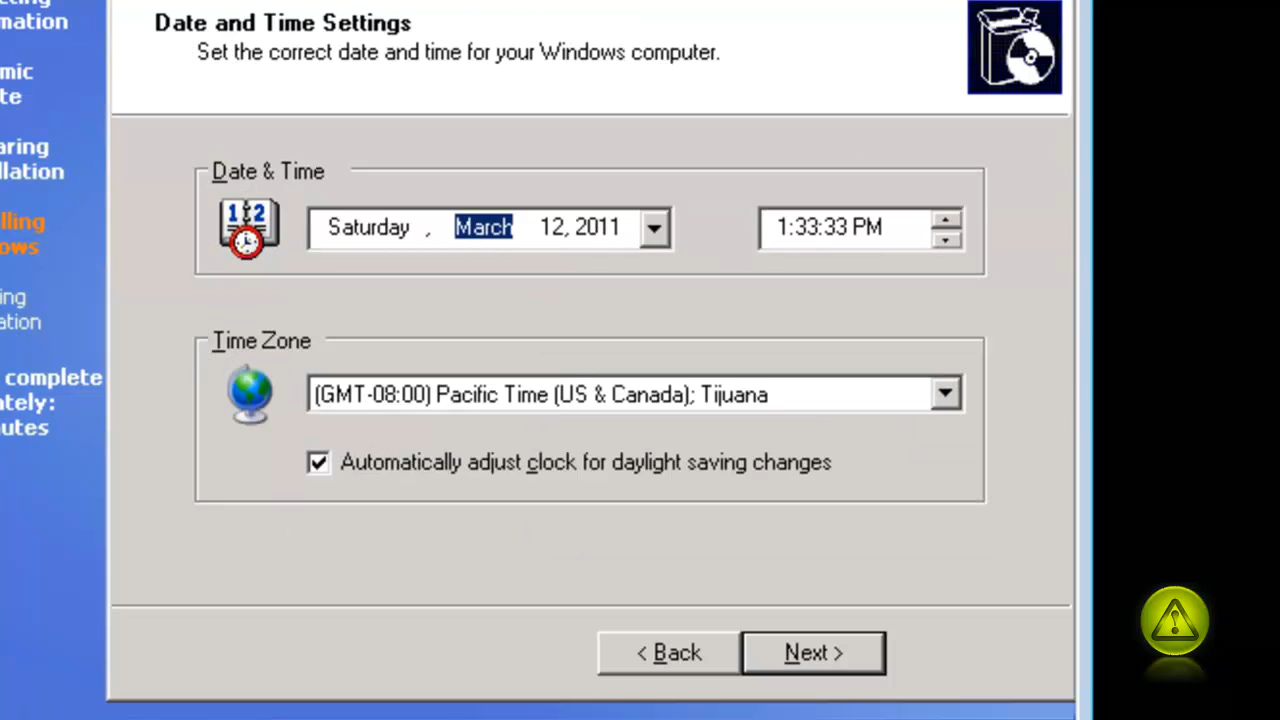 mation
mic
te
aring
llation
lling
ows
ing
ation
complete
ately:
utes
Date and Time Settings
Set the correct date and time for your Windows computer.
Date & Time
Saturday , March 12, 2011
1:33:33 PM
Time Zone
(GMT-08:00) Pacific Time (US & Canada); Tijuana
Automatically adjust clock for daylight saving changes
< Back
Next >